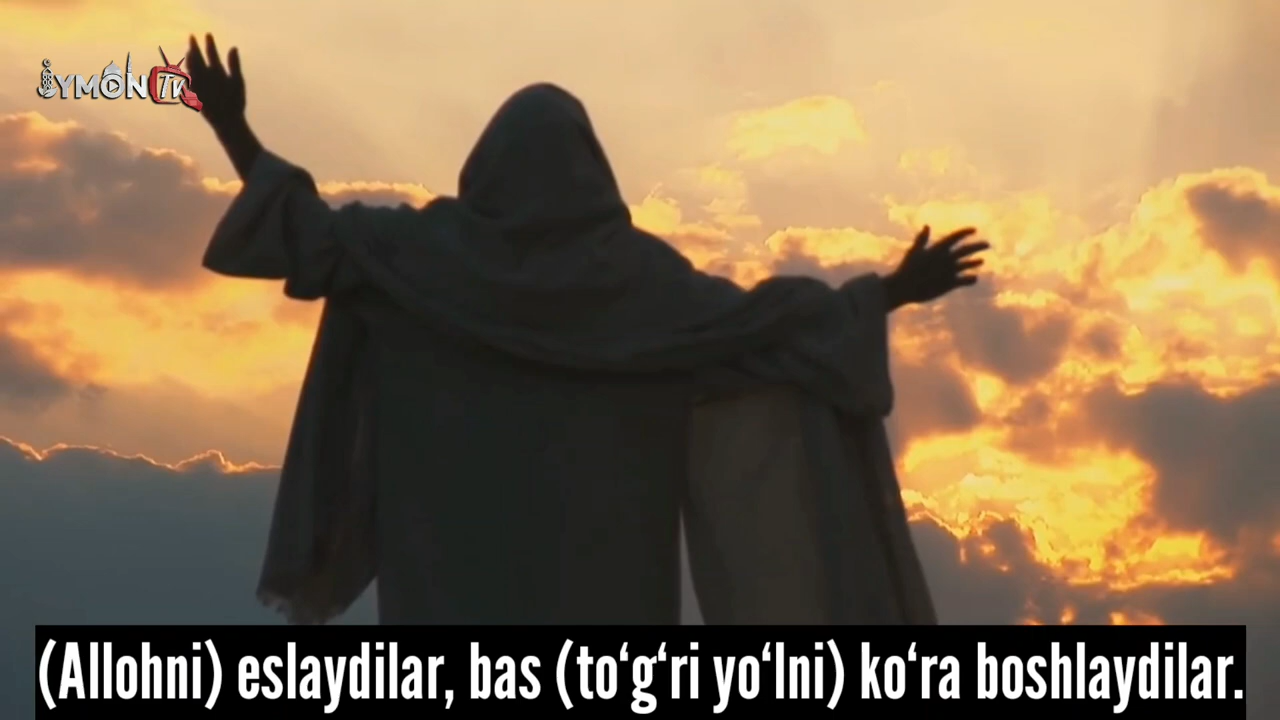 IYMON TV
(Allohni) eslaydilar, bas (to‘g‘ri yo‘lni) ko‘ra boshlaydilar.